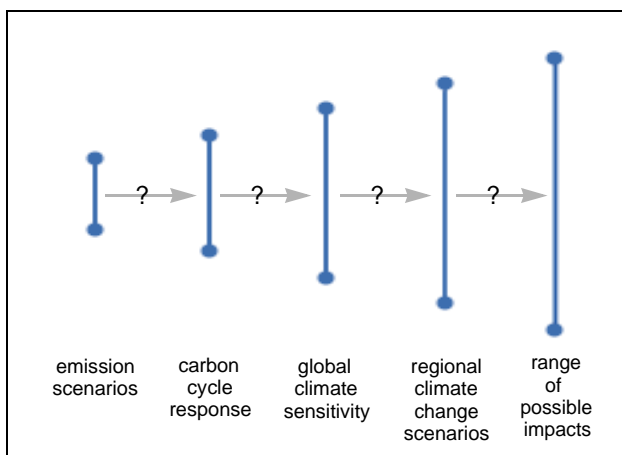 ?
?
?
?
emission
scenarios
carbon
cycle
response
global
climate
sensitivity
regional
climate
change
scenarios
range
of
possible
impacts